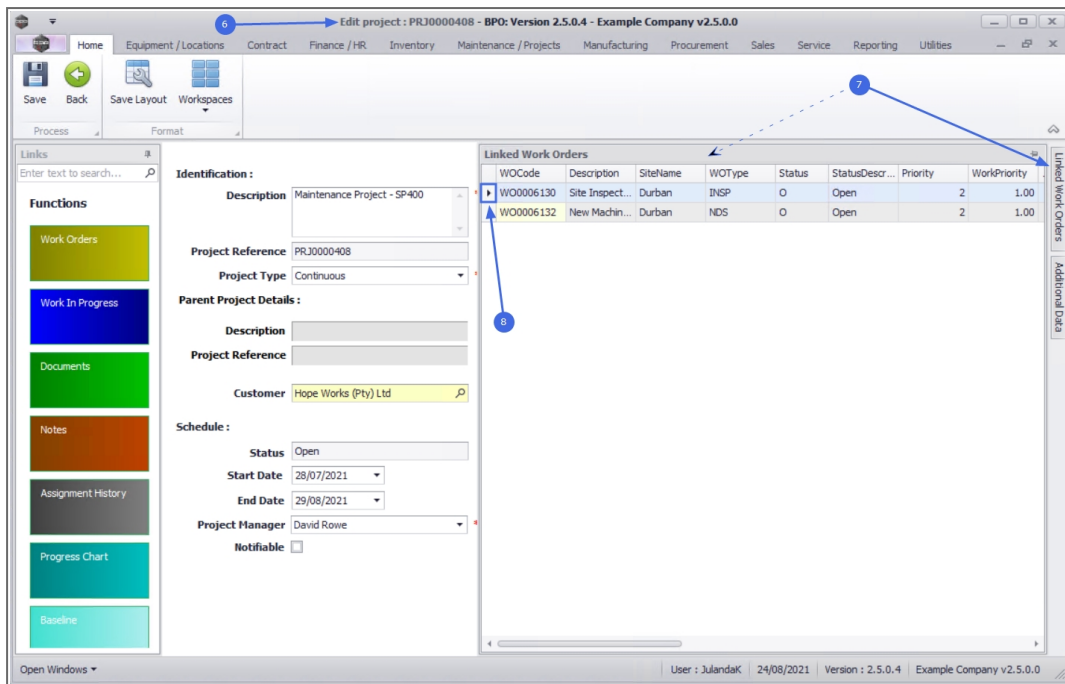 6
Edit project : PRJ0000408 - BPO: Version 2.5.0.4 - Example Company v2.5.0.0
Home Equipment / Locations Contract Finance / HR Inventory Maintenance / Projects Manufacturing Procurement Sales Service Reporting Utilities
Save Back Save Layout Workspaces
Process Format
7
Links
Enter text to search...
Functions
Work Orders
Work In Progress
Documents
Notes
Assignment History
Progress Chart
Baseline
Identification :
Description Maintenance Project - SP400 *
Project Reference PRJ0000408
Project Type Continuous *
Parent Project Details :
Description
Project Reference
Customer Hope Works (Pty) Ltd
Schedule :
Status Open
Start Date 28/07/2021
End Date 29/08/2021
Project Manager David Rowe *
Notifiable
Linked Work Orders
WOCode Description SiteName WOType Status StatusDescr... Priority WorkPriority
WO0006130 Site Inspect... Durban INSP O Open 2 1.00
WO0006132 New Machin... Durban NDS O Open 2 1.00
8
Linked Work Orders
Additional Data
Open Windows User : JulandaK 24/08/2021 Version : 2.5.0.4 Example Company v2.5.0.0